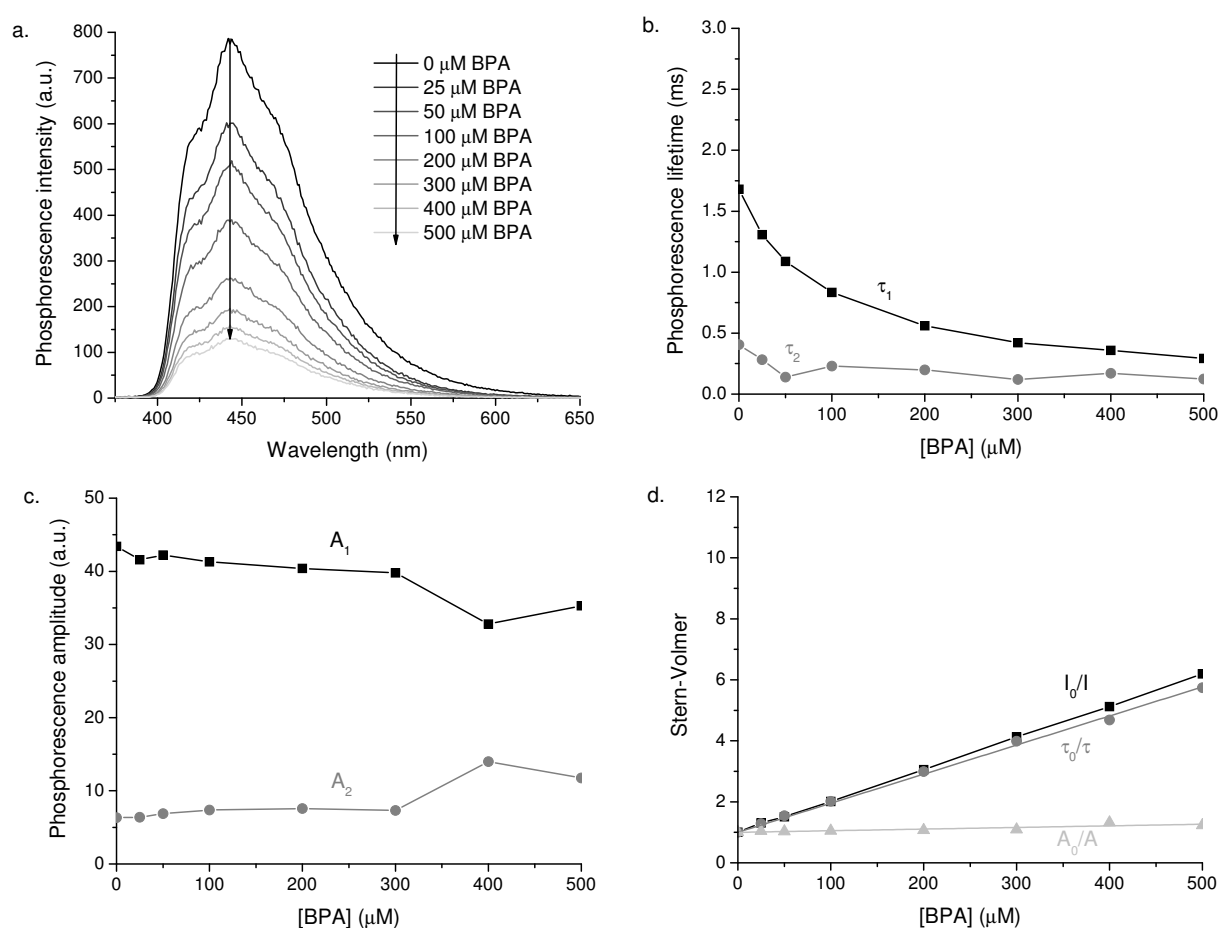 a.
Phosphorescence intensity (a.u.)
800
700
600
500
400
300
200
100
0
400
450
500
550
600
650
Wavelength (nm)
0 μM BPA
25 μM BPA
50 μM BPA
100 μM BPA
200 μM BPA
300 μM BPA
400 μM BPA
500 μM BPA
b.
Phosphorescence lifetime (ms)
3.0
2.5
2.0
1.5
1.0
0.5
0.0
τ1
τ2
0
100
200
300
400
500
[BPA] (μM)
c.
Phosphorescence amplitude (a.u.)
50
40
30
20
10
0
A1
A2
0
100
200
300
400
500
[BPA] (μM)
d.
Stern-Volmer
12
10
8
6
4
2
0
I0/I
τ0/τ
A0/A
0
100
200
300
400
500
[BPA] (μM)